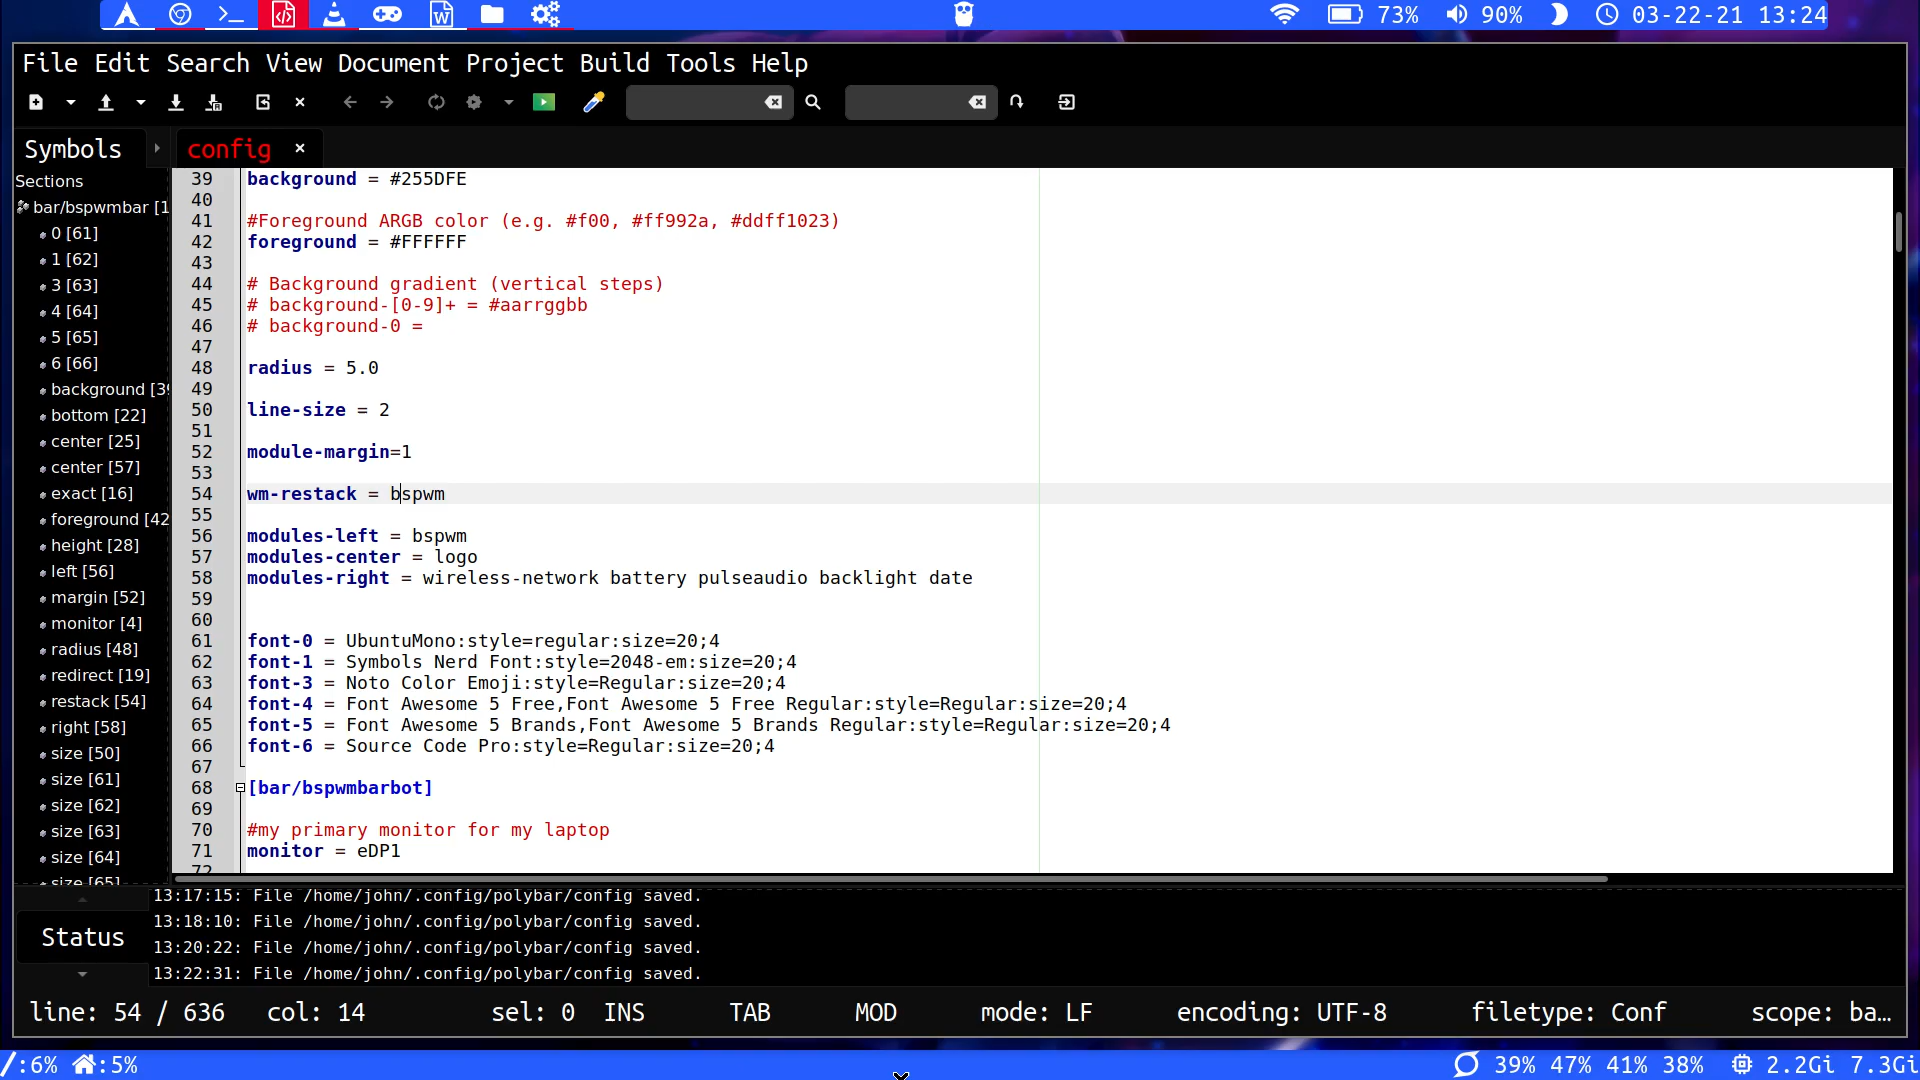 73% 90% 03-22-21 13:24
File Edit Search View Document Project Build Tools Help
Symbols
config
Sections
bar/bspwmbar [1
0 [61]
1 [62]
3 [63]
4 [64]
5 [65]
6 [66]
background [39
bottom [22]
center [25]
center [57]
exact [16]
foreground [42
height [28]
left [56]
margin [52]
monitor [4]
radius [48]
redirect [19]
restack [54]
right [58]
size [50]
size [61]
size [62]
size [63]
size [64]
size [65]
39 background = #255DFE
40
41 #Foreground ARGB color (e.g. #f00, #ff992a, #ddff1023)
42 foreground = #FFFFFF
43
44 # Background gradient (vertical steps)
45 # background-[0-9]+ = #aarrggbb
46 # background-0 =
47
48 radius = 5.0
49
50 line-size = 2
51
52 module-margin=1
53
54 wm-restack = bspwm
55
56 modules-left = bspwm
57 modules-center = logo
58 modules-right = wireless-network battery pulseaudio backlight date
59
60
61 font-0 = UbuntuMono:style=regular:size=20;4
62 font-1 = Symbols Nerd Font:style=2048-em:size=20;4
63 font-3 = Noto Color Emoji:style=Regular:size=20;4
64 font-4 = Font Awesome 5 Free,Font Awesome 5 Free Regular:style=Regular:size=20;4
65 font-5 = Font Awesome 5 Brands,Font Awesome 5 Brands Regular:style=Regular:size=20;4
66 font-6 = Source Code Pro:style=Regular:size=20;4
67
68 [bar/bspwmbarbot]
69
70 #my primary monitor for my laptop
71 monitor = eDP1
72
Status
13:17:15: File /home/john/.config/polybar/config saved.
13:18:10: File /home/john/.config/polybar/config saved.
13:20:22: File /home/john/.config/polybar/config saved.
13:22:31: File /home/john/.config/polybar/config saved.
line: 54 / 636 col: 14 sel: 0 INS TAB MOD mode: LF encoding: UTF-8 filetype: Conf scope: ba…
/:6% :5% 39% 47% 41% 38% 2.2Gi 7.3Gi